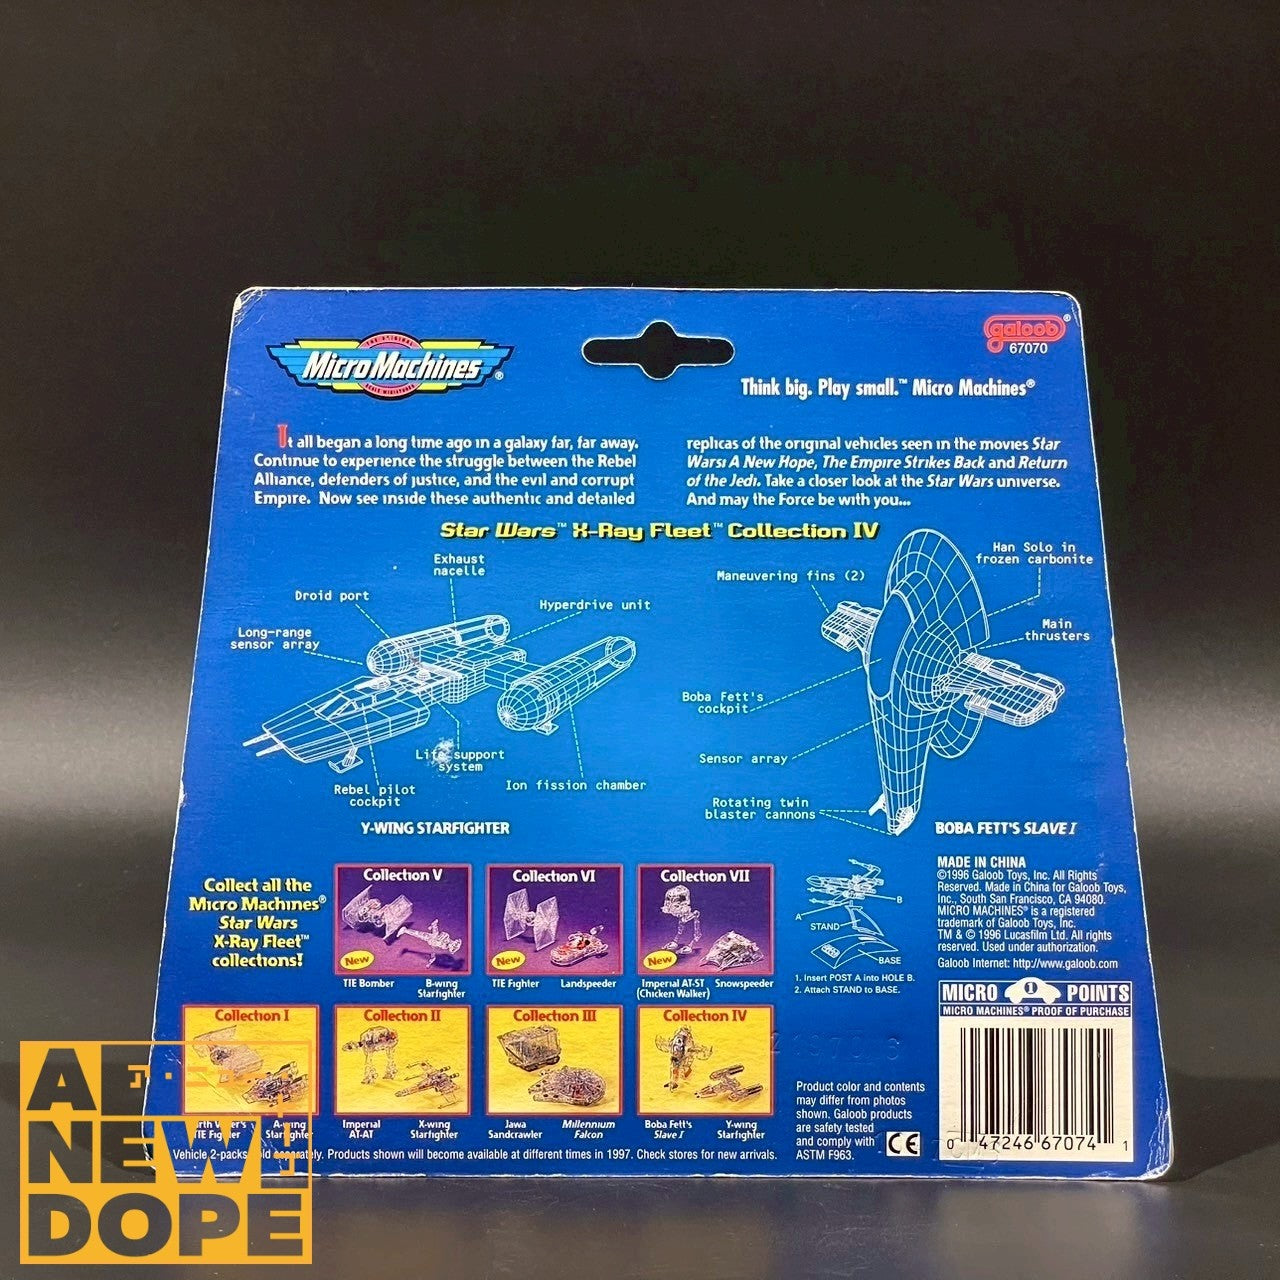 THE ORIGINAL
MicroMachines®
SCALE MINIATURES
galoob®
67070
Think big. Play small.™ Micro Machines®
It all began a long time ago in a galaxy far, far away.
Continue to experience the struggle between the Rebel
Alliance, defenders of justice, and the evil and corrupt
Empire. Now see inside these authentic and detailed
replicas of the original vehicles seen in the movies Star
Wars: A New Hope, The Empire Strikes Back and Return
of the Jedi. Take a closer look at the Star Wars universe.
And may the Force be with you...
Star Wars™ X-Ray Fleet™ Collection IV
Exhaust
nacelle
Droid port
Hyperdrive unit
Long-range
sensor array
Life support
system
Rebel pilot
cockpit
Ion fission chamber
Y-WING STARFIGHTER
Han Solo in
frozen carbonite
Maneuvering fins (2)
Main
thrusters
Boba Fett's
cockpit
Sensor array
Rotating twin
blaster cannons
BOBA FETT'S SLAVE I
Collect all the
Micro Machines®
Star Wars
X-Ray Fleet™
collections!
Collection V
New
TIE Bomber
B-wing
Starfighter
Collection VI
New
TIE Fighter
Landspeeder
Collection VII
New
Imperial AT-ST
(Chicken Walker)
Snowspeeder
Collection I
TIE Fighter
Starfighter
Collection II
Imperial
AT-AT
X-wing
Starfighter
Collection III
Jawa
Sandcrawler
Millennium
Falcon
Collection IV
Boba Fett's
Slave I
Y-wing
Starfighter
Vehicle 2-packs sold separately. Products shown will become available at different times in 1997. Check stores for new arrivals.
A
B
STAND
BASE
1. Insert POST A into HOLE B.
2. Attach STAND to BASE.
Product color and contents
may differ from photos
shown. Galoob products
are safety tested
and comply with
ASTM F963.
CE
MADE IN CHINA
©1996 Galoob Toys, Inc. All Rights
Reserved. Made in China for Galoob Toys,
Inc., South San Francisco, CA 94080.
MICRO MACHINES® is a registered
trademark of Galoob Toys, Inc.
TM & © 1996 Lucasfilm Ltd. All rights
reserved. Used under authorization.
Galoob Internet: http://www.galoob.com
MICRO 1 POINTS
MICRO MACHINES® PROOF OF PURCHASE
0 47246 67074 1
NEW
DOPE